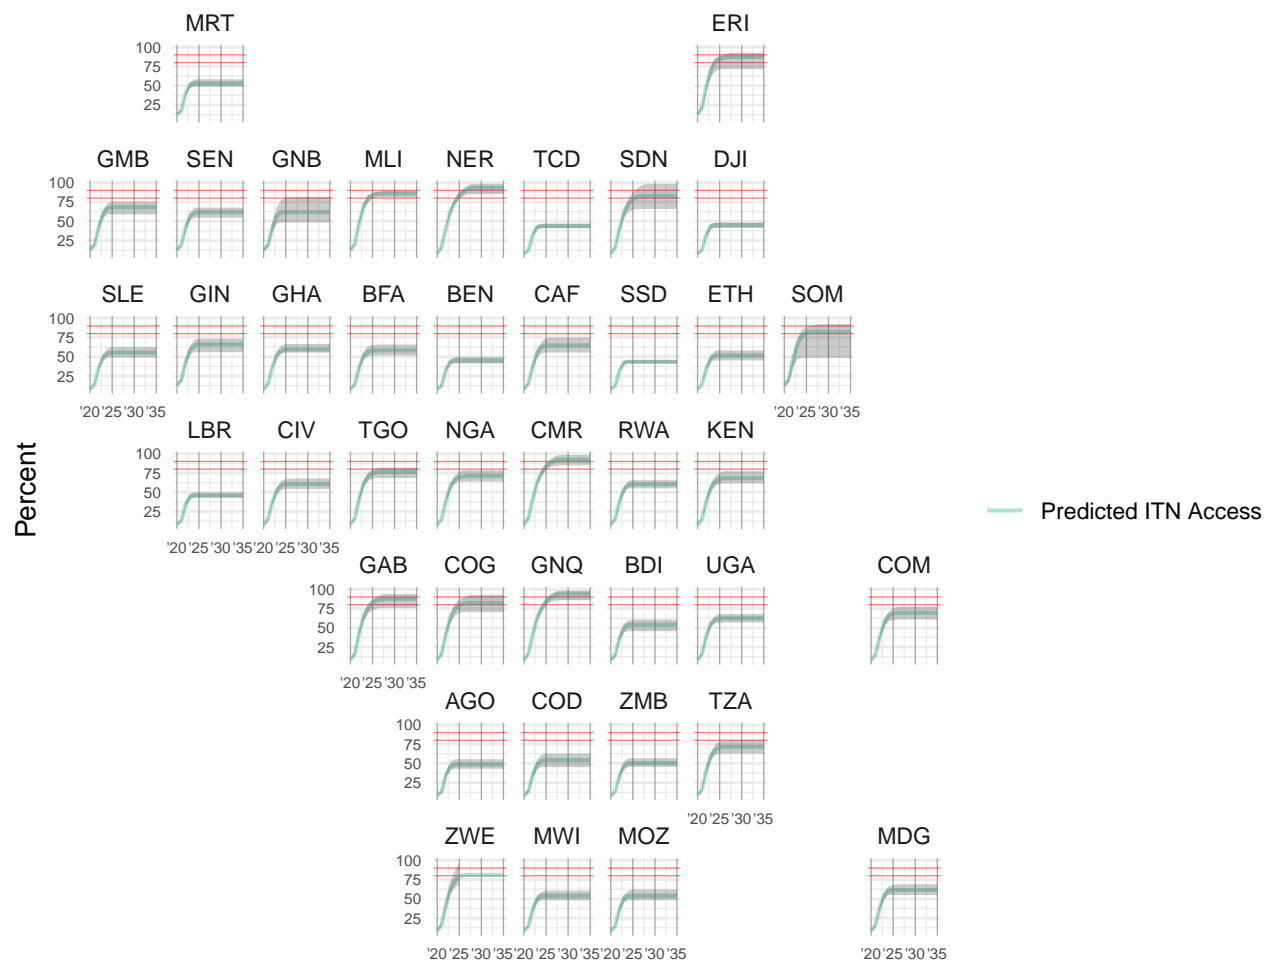 MRT ERI
100
75
50
25
GMB SEN GNB MLI NER TCD SDN DJI
100
75
50
25
SLE GIN GHA BFA BEN CAF SSD ETH SOM
100
75
50
25
'20 '25 '30 '35 '20 '25 '30 '35
LBR CIV TGO NGA CMR RWA KEN
100
75
50
25
Percent
Predicted ITN Access
'20 '25 '30 '35 '20 '25 '30 '35
GAB COG GNQ BDI UGA COM
100
75
50
25
'20 '25 '30 '35
AGO COD ZMB TZA
100
75
50
25
'20 '25 '30 '35
ZWE MWI MOZ MDG
100
75
50
25
'20 '25 '30 '35 '20 '25 '30 '35 '20 '25 '30 '35 '20 '25 '30 '35